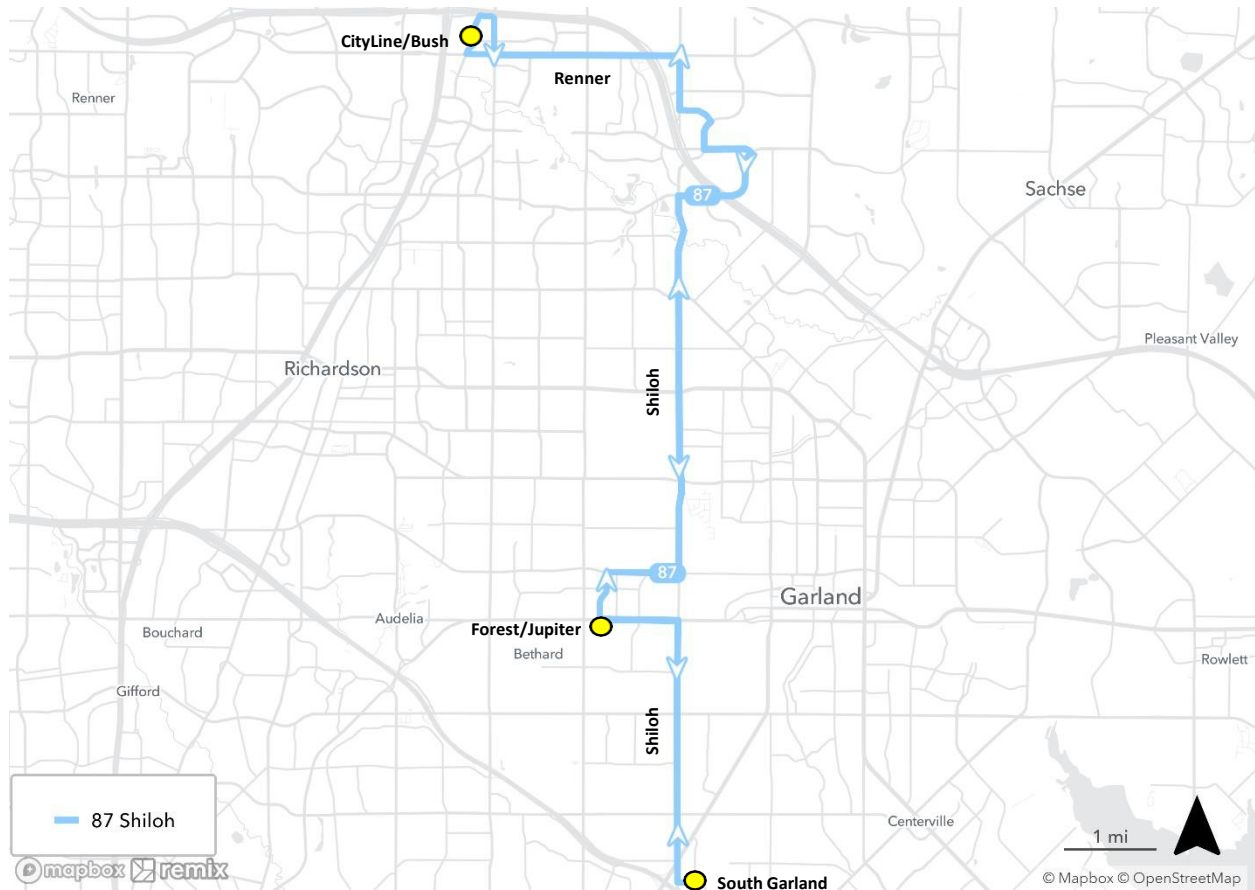 CityLine/Bush
Renner
Renner
87
Sachse
Pleasant Valley
Richardson
Shiloh
87
Garland
Audelia
Forest/Jupiter
Bouchard
Bethard
Rowlett
Gifford
Shiloh
87 Shiloh
Centerville
1 mi
mapbox remix
South Garland
© Mapbox © OpenStreetMap